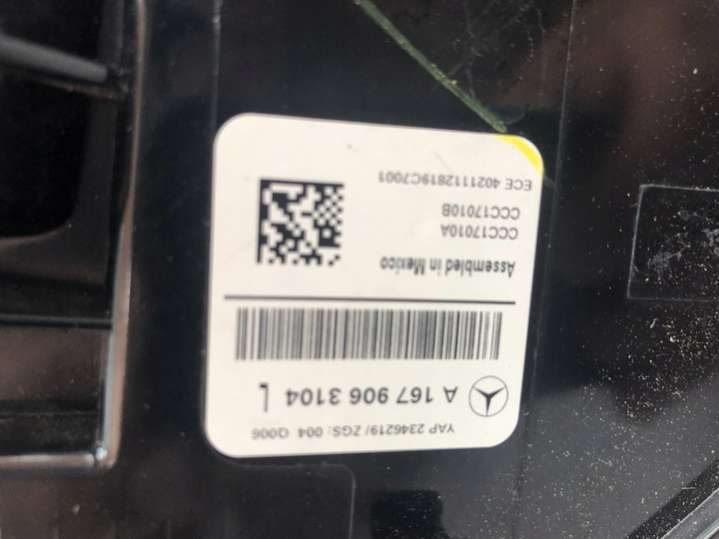 YAP 2346219/ ZGS: 004 Q006
A 167 906 3104 L
Assembled in Mexico
CCC17010A
CCC17010B
ECE 4021112819C7001